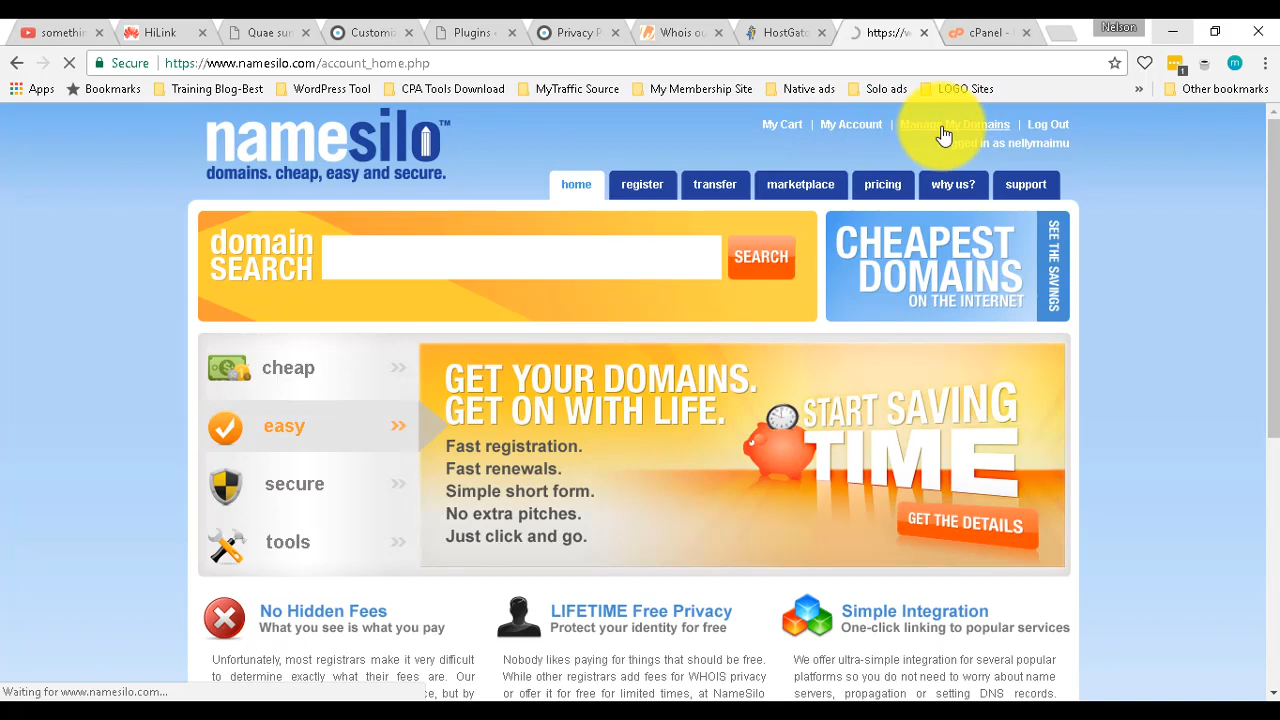 somethin
HiLink
Quae sur
Customiz
Plugins
Privacy P
Whois ou
HostGato
https://w
cPanel -
Nelson
Secure
https://www.namesilo.com/account_home.php
1
m
Apps
Bookmarks
Training Blog-Best
WordPress Tool
CPA Tools Download
MyTraffic Source
My Membership Site
Native ads
Solo ads
LOGO Sites
»
Other bookmarks
namesilo™
domains. cheap, easy and secure.
My Cart | My Account | Manage My Domains | Log Out
in as nellymaimu
home
register
transfer
marketplace
pricing
why us?
support
domain
SEARCH
SEARCH
CHEAPEST
DOMAINS
ON THE INTERNET
SEE THE SAVINGS
cheap
easy
secure
tools
GET YOUR DOMAINS.
GET ON WITH LIFE.
Fast registration.
Fast renewals.
Simple short form.
No extra pitches.
Just click and go.
START SAVING
TIME
GET THE DETAILS
No Hidden Fees
What you see is what you pay
Unfortunately, most registrars make it very difficult
to determine exactly what their fees are. Our
ce, but by
LIFETIME Free Privacy
Protect your identity for free
Nobody likes paying for things that should be free.
While other registrars add fees for WHOIS privacy
or offer it for free for limited times, at NameSilo
Simple Integration
One-click linking to popular services
We offer ultra-simple integration for several popular
platforms so you do not need to worry about name
servers, propagation or setting DNS records.
Waiting for www.namesilo.com...